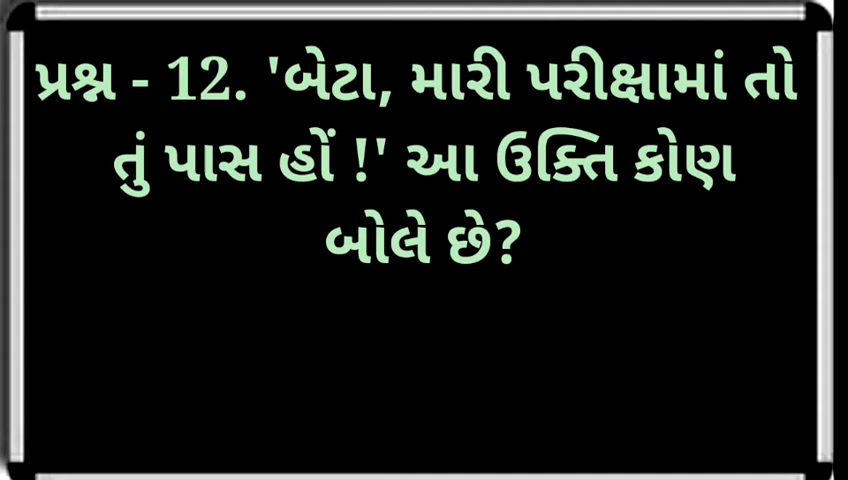 પ્રશ્ન - 12. 'બેટા, મારી પરીક્ષામાં તો
તું પાસ હોં !' આ ઉક્તિ કોણ
બોલે છે?